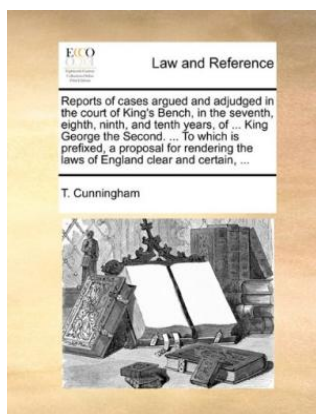 ECCO
Law and Reference
Reports of cases argued and adjudged in
the court of King's Bench, in the seventh,
eighth, ninth, and tenth years, of ... King
George the Second. ... To which is
prefixed, a proposal for rendering the
laws of England clear and certain, ...
T. Cunningham